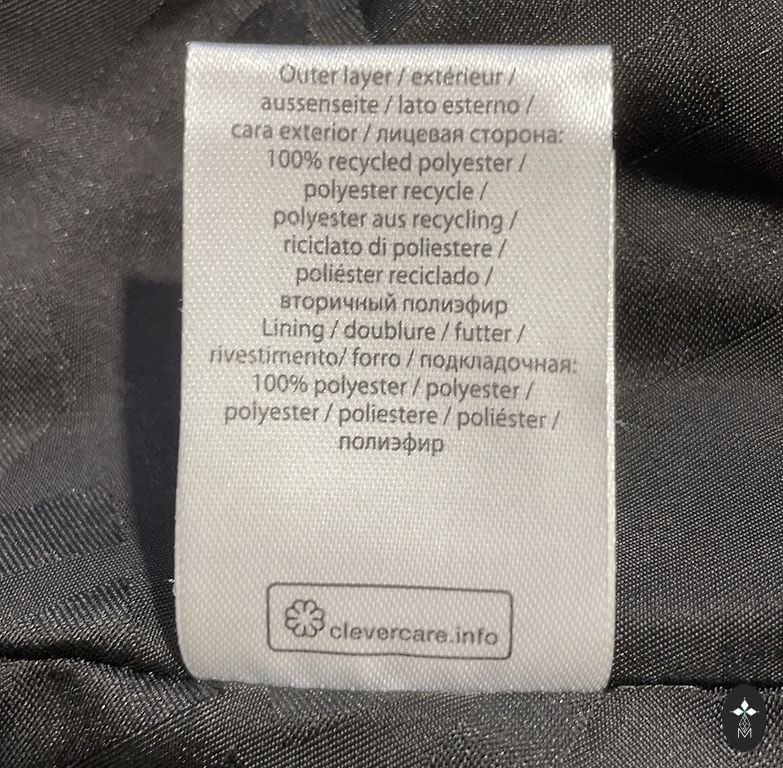 Outer layer / extérieur /
aussenseite / lato esterno /
cara exterior / лицевая сторона:
100% recycled polyester /
polyester recycle /
polyester aus recycling /
riciclato di poliestere /
poliéster reciclado /
вторичный полиэфир
Lining / doublure / futter /
rivestimento/ forro / подкладочная:
100% polyester / polyester /
polyester / poliestere / poliéster /
полиэфир
clevercare.info
M